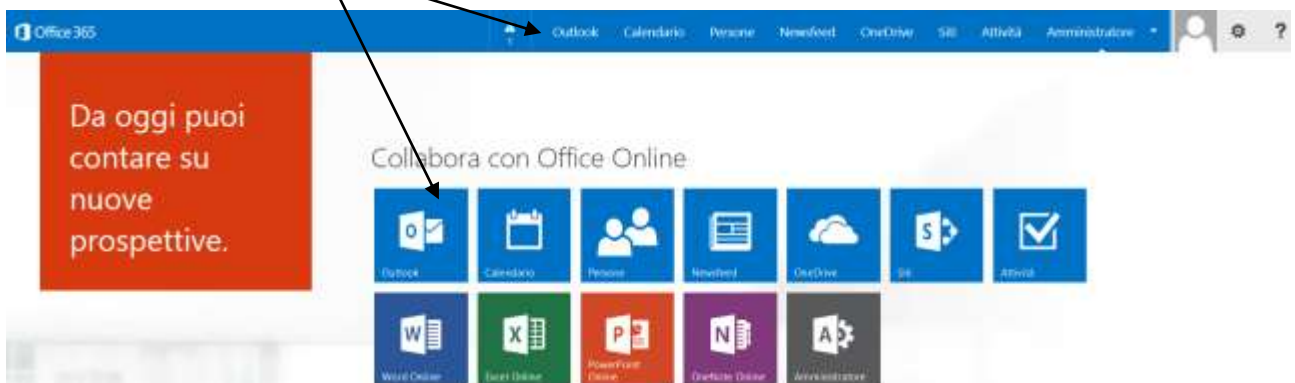 Office 365
Outlook Calendario Persone Newsfeed OneDrive Siti Attività Amministratore ?
Da oggi puoi
contare su
nuove
prospettive.
Collabora con Office Online
Outlook Calendario Persone Newsfeed OneDrive Siti Attività
Word Online Excel Online PowerPoint Online OneNote Online Amministratore